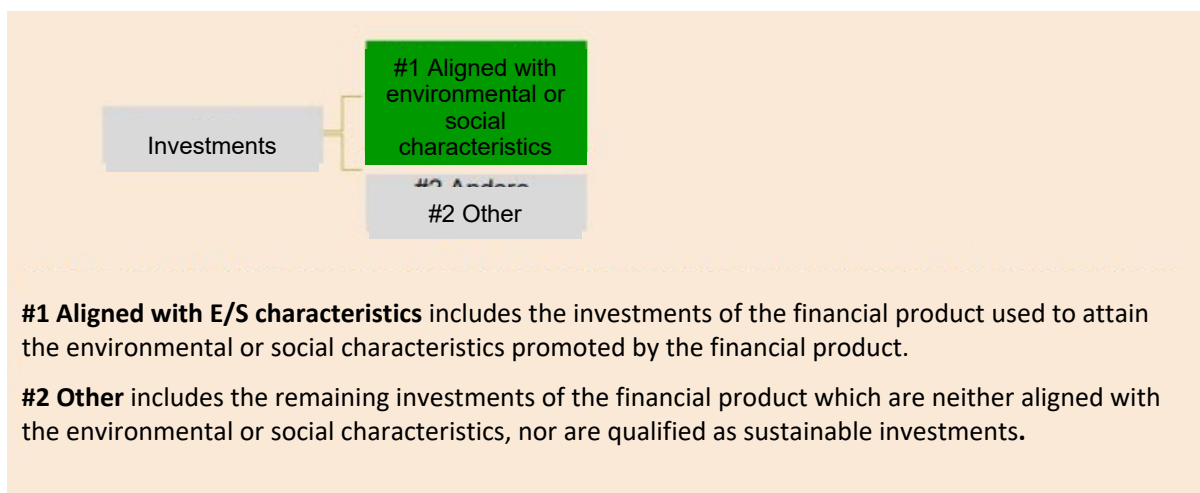 #1 Aligned with
environmental or
social
characteristics
Investments
#2 Other
#1 Aligned with E/S characteristics includes the investments of the financial product used to attain
the environmental or social characteristics promoted by the financial product.
#2 Other includes the remaining investments of the financial product which are neither aligned with
the environmental or social characteristics, nor are qualified as sustainable investments.